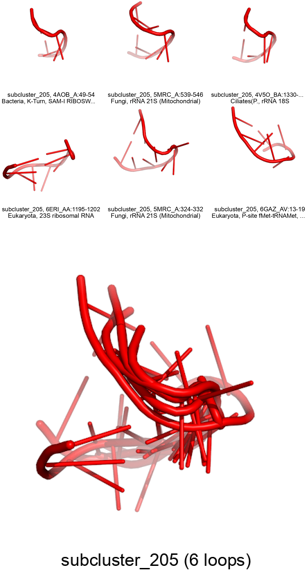 subcluster_205, 4AOB_A:49-54
Bacteria, K-Turn, SAM-I RIBOSW...
subcluster_205, 5MRC_A:539-546
Fungi, rRNA 21S (Mitochondrial)
subcluster_205, 4V5O_BA:1330-...
Ciliates(P., rRNA 18S
subcluster_205, 6ERI_AA:1195-1202
Eukaryota, 23S ribosomal RNA
subcluster_205, 5MRC_A:324-332
Fungi, rRNA 21S (Mitochondrial)
subcluster_205, 6GAZ_AV:13-19
Eukaryota, P-site fMet-tRNAMet, ...
subcluster_205 (6 loops)